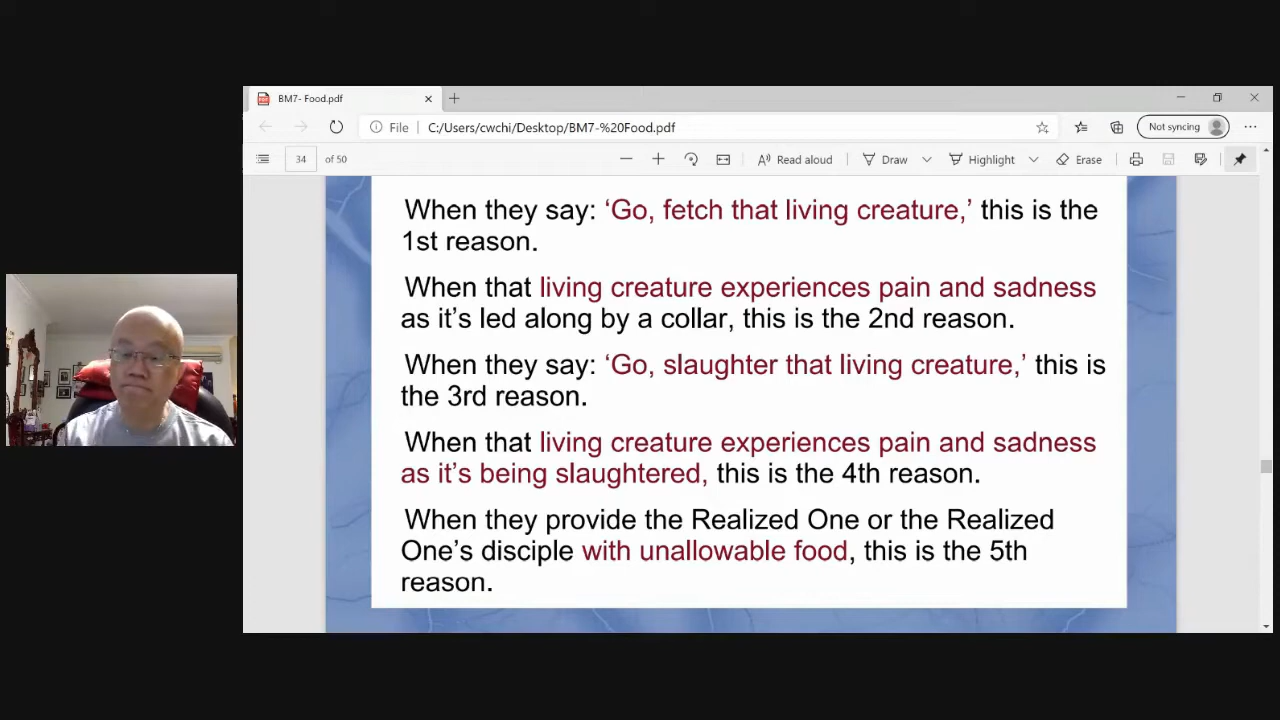 BM7- Food.pdf
File
C:/Users/cwchi/Desktop/BM7-%20Food.pdf
Not syncing
34
of 50
Read aloud
Draw
Highlight
Erase
When they say: ‘Go, fetch that living creature,’ this is the
1st reason.
When that living creature experiences pain and sadness
as it’s led along by a collar, this is the 2nd reason.
When they say: ‘Go, slaughter that living creature,’ this is
the 3rd reason.
When that living creature experiences pain and sadness
as it’s being slaughtered, this is the 4th reason.
When they provide the Realized One or the Realized
One’s disciple with unallowable food, this is the 5th
reason.